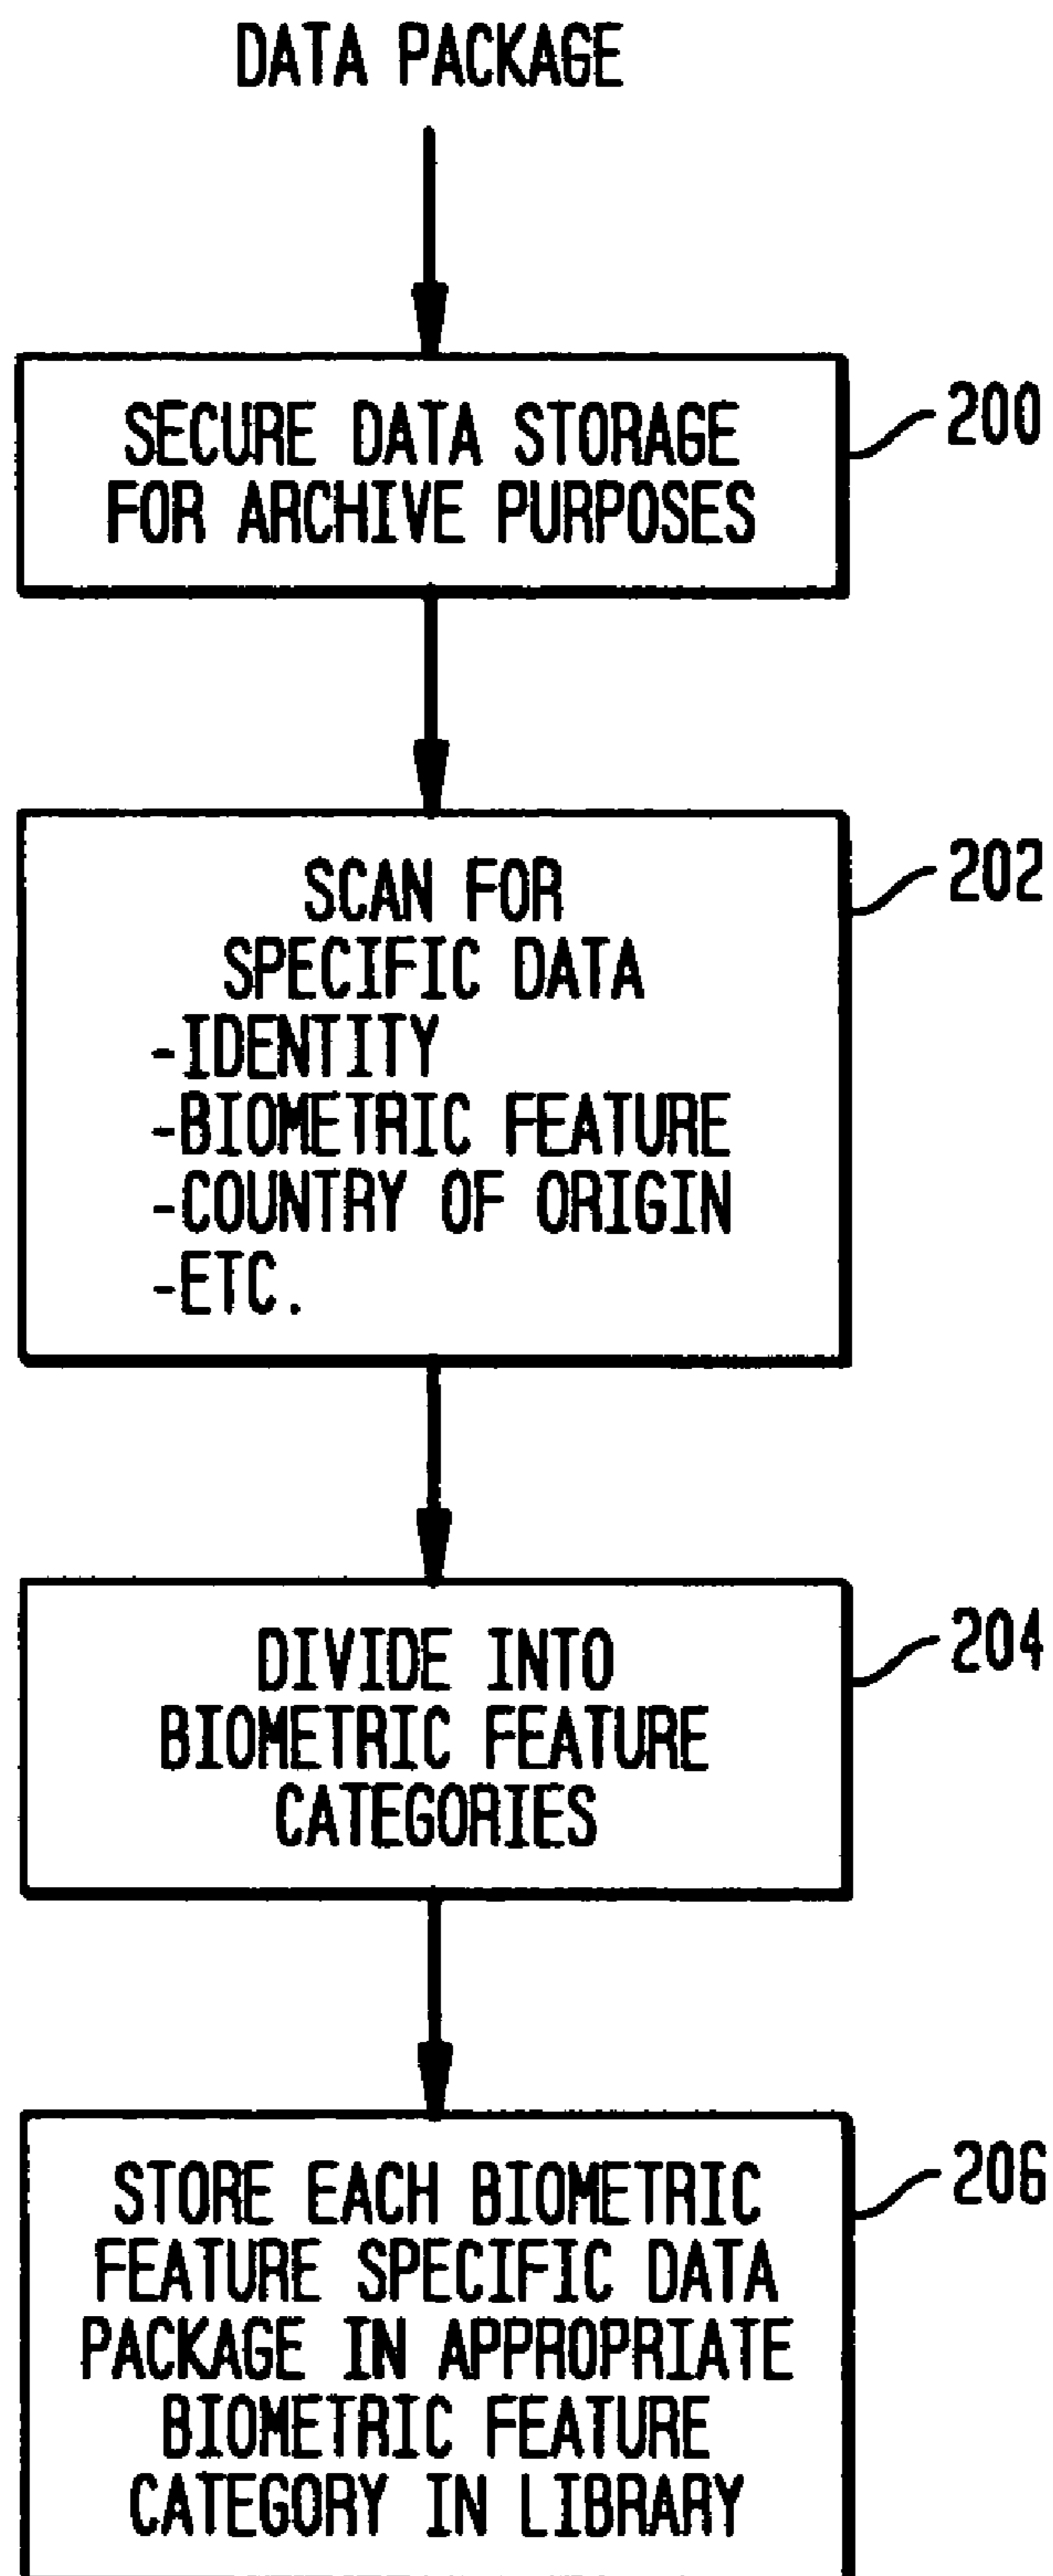 DATA PACKAGE
SECURE DATA STORAGE
FOR ARCHIVE PURPOSES
200
SCAN FOR
SPECIFIC DATA
-IDENTITY
-BIOMETRIC FEATURE
-COUNTRY OF ORIGIN
-ETC.
202
DIVIDE INTO
BIOMETRIC FEATURE
CATEGORIES
204
STORE EACH BIOMETRIC
FEATURE SPECIFIC DATA
PACKAGE IN APPROPRIATE
BIOMETRIC FEATURE
CATEGORY IN LIBRARY
206